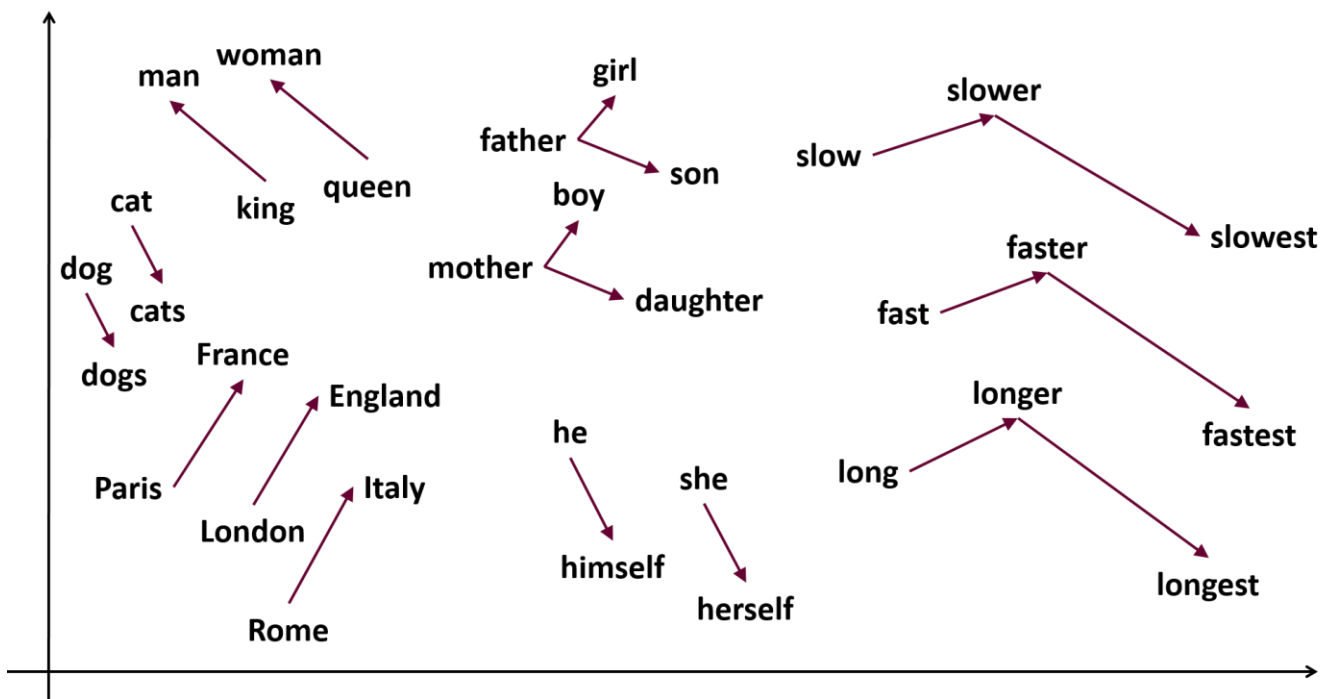 woman
man
king
queen
cat
cats
dog
dogs
France
Paris
England
London
Italy
Rome
girl
father
son
boy
mother
daughter
he
himself
she
herself
slower
slow
slowest
faster
fast
fastest
longer
long
longest